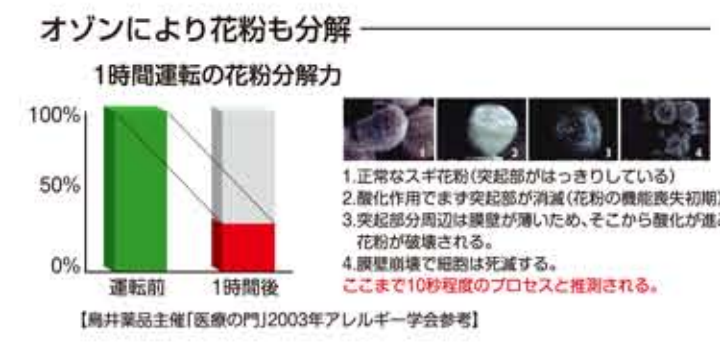 オゾンにより花粉も分解
1時間運転の花粉分解力
100%
50%
0%
運転前
1時間後
1
2
3
4
1.正常なスギ花粉(突起部がはっきりしている)
2.酸化作用でまず突起部が消滅(花粉の機能喪失初期)
3.突起部分周辺は膜壁が薄いため、そこから酸化が進み
花粉が破壊される。
4.膜壁崩壊で細胞は死滅する。
ここまで10秒程度のプロセスと推測される。
【鳥井薬品主催「医療の門」2003年アレルギー学会参考】